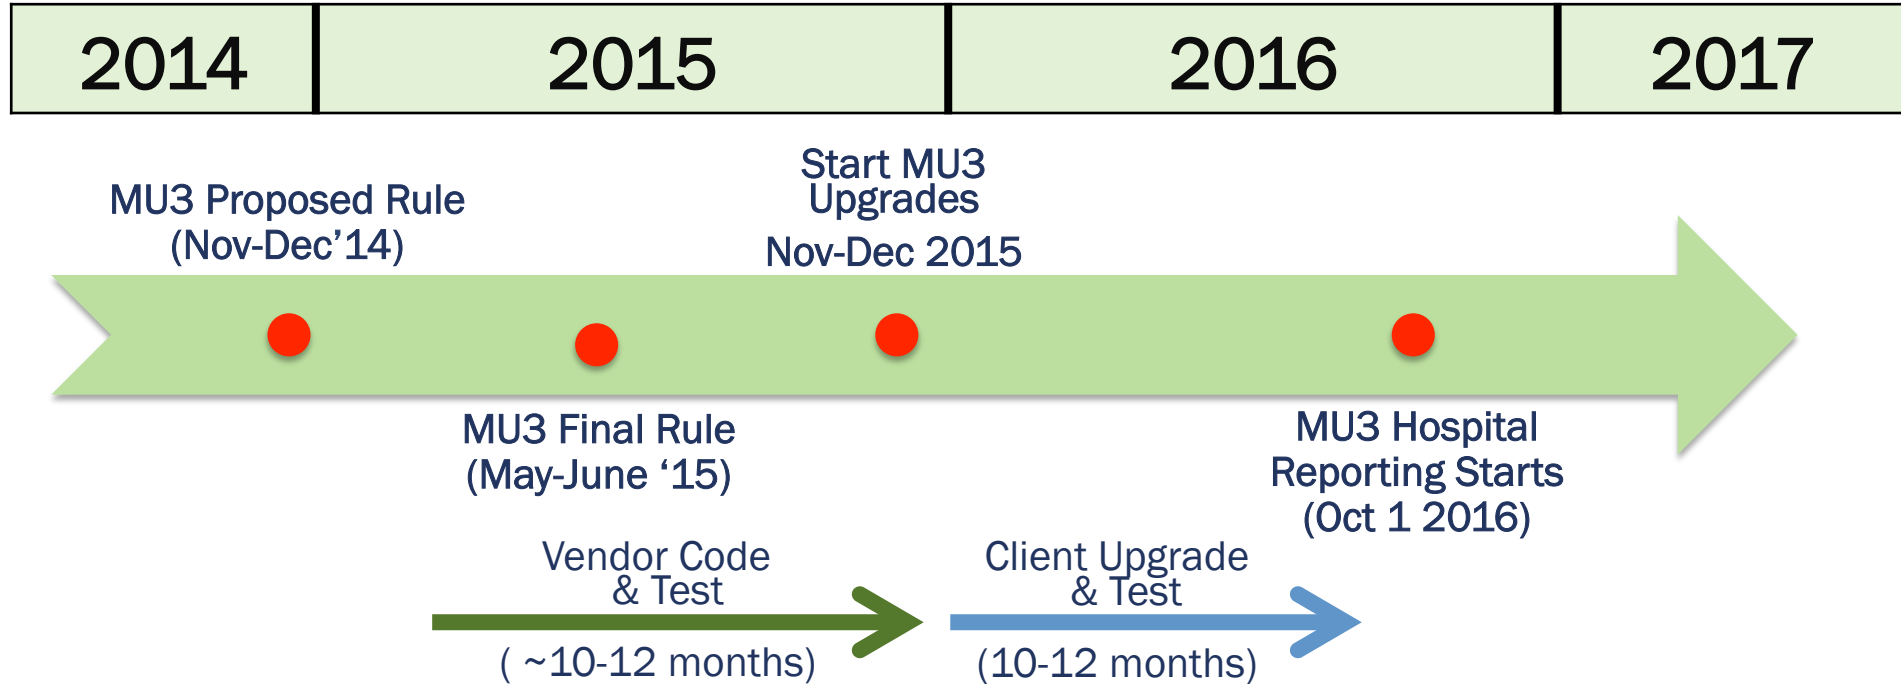 2014
2015
2016
2017
MU3 Proposed Rule
(Nov-Dec’14)
Start MU3
Upgrades
Nov-Dec 2015
MU3 Final Rule
(May-June ‘15)
MU3 Hospital
Reporting Starts
(Oct 1 2016)
Vendor Code
& Test
( ~10-12 months)
Client Upgrade
& Test
(10-12 months)